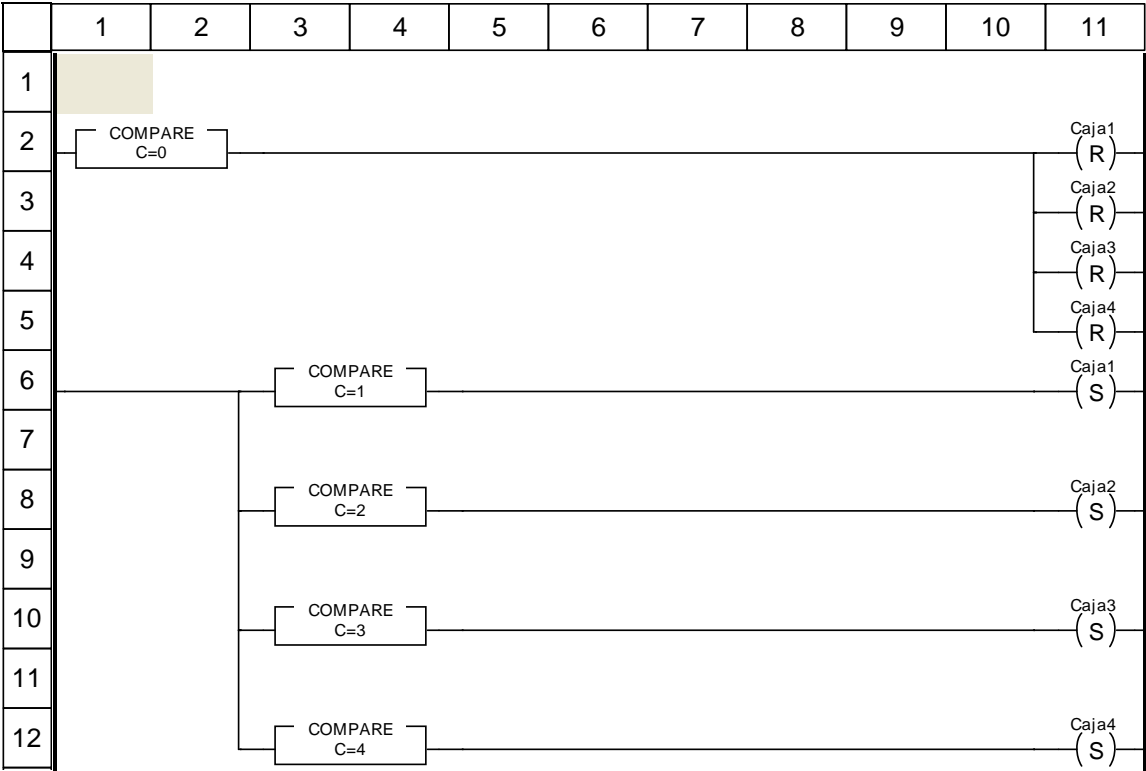 1 2 3 4 5 6 7 8 9 10 11
1
2 COMPARE Caja1
C=0 R
3 Caja2
R
4 Caja3
R
5 Caja4
R
6 COMPARE Caja1
C=1 S
7
8 COMPARE Caja2
C=2 S
9
10 COMPARE Caja3
C=3 S
11
12 COMPARE Caja4
C=4 S